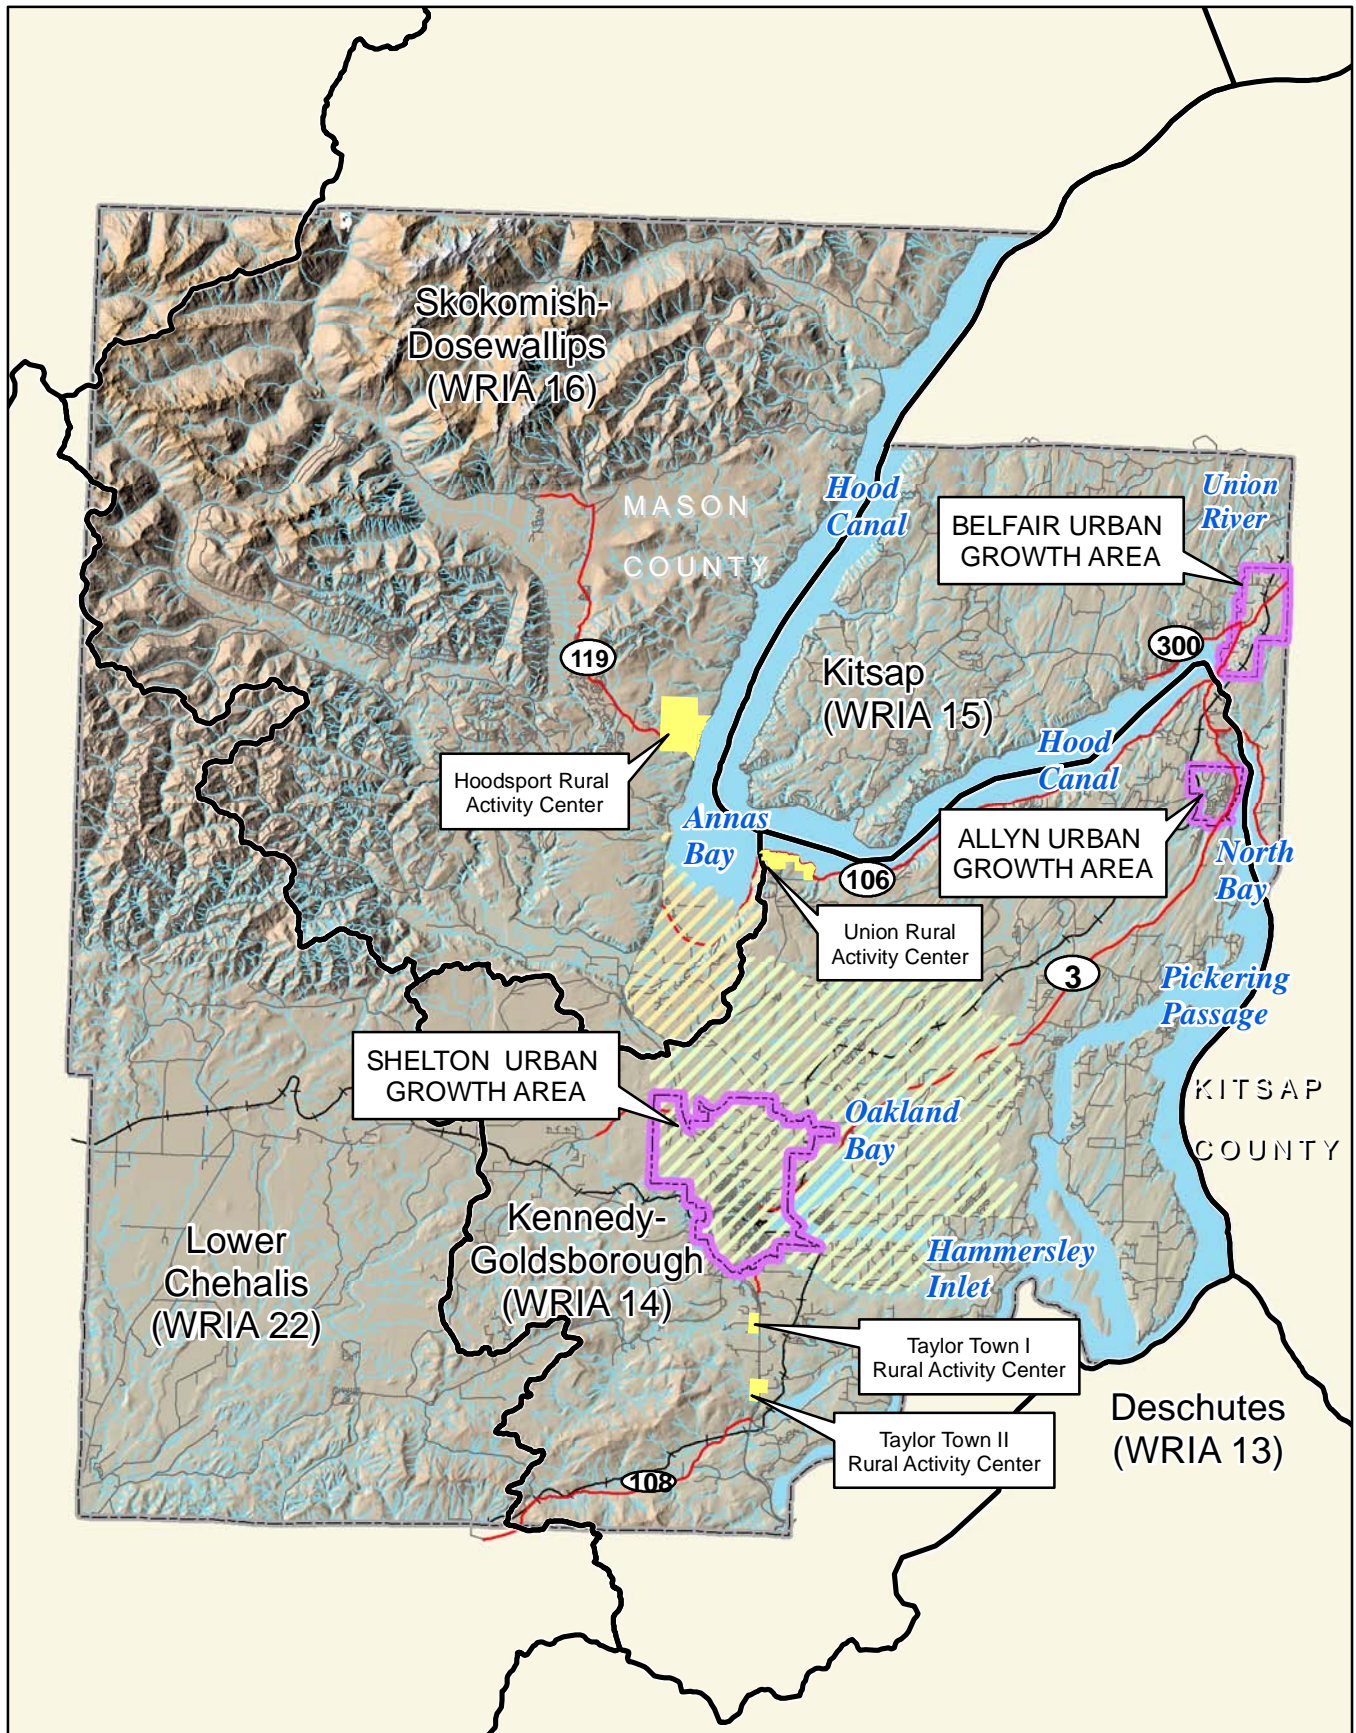 Skokomish-
Dosewallips
(WRIA 16)
MASON
COUNTY
Hood
Canal
Union
River
BELFAIR URBAN
GROWTH AREA
119
300
Kitsap
(WRIA 15)
Hood
Canal
Hoodsport Rural
Activity Center
Annas
Bay
ALLYN URBAN
GROWTH AREA
North
Bay
106
Union Rural
Activity Center
3
Pickering
Passage
SHELTON URBAN
GROWTH AREA
Oakland
Bay
KITSAP
COUNTY
Kennedy-
Goldsborough
(WRIA 14)
Lower
Chehalis
(WRIA 22)
Hammersley
Inlet
Taylor Town I
Rural Activity Center
Deschutes
(WRIA 13)
Taylor Town II
Rural Activity Center
108